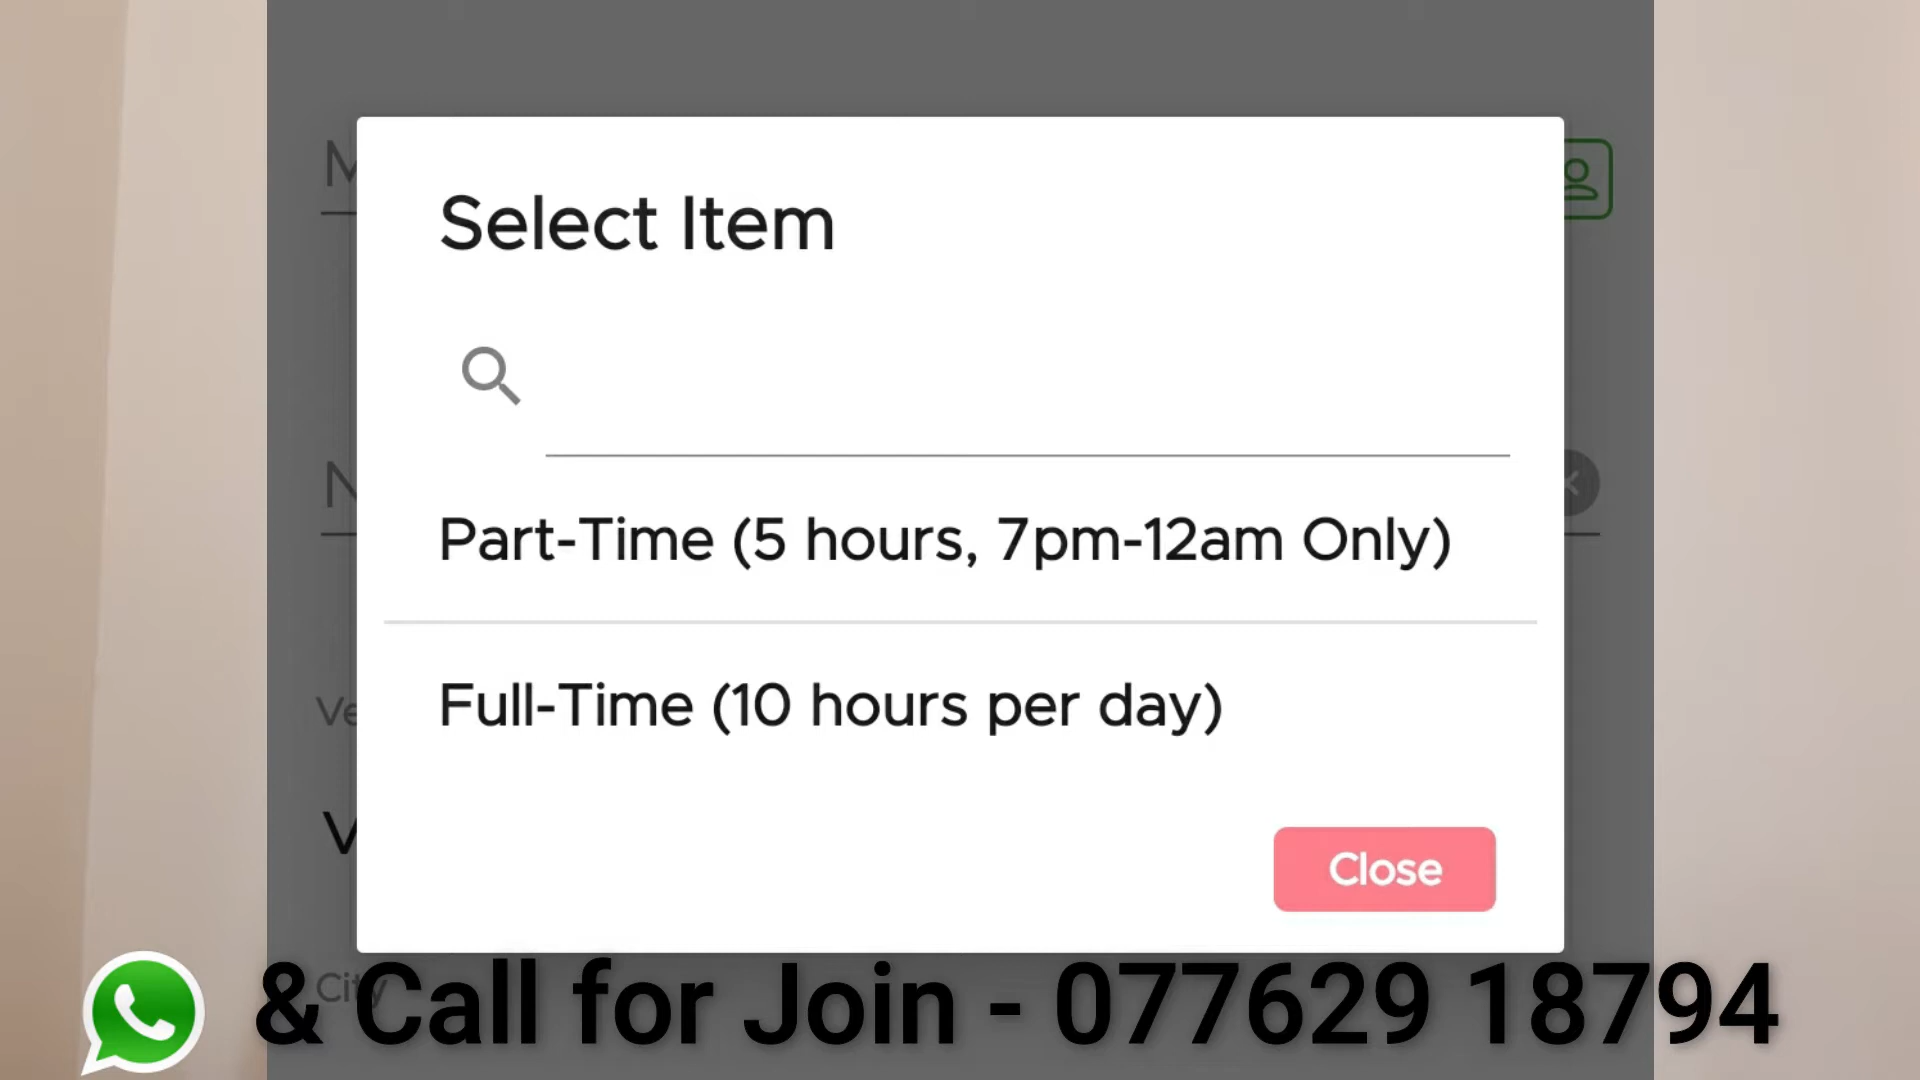 Select Item
Part-Time (5 hours, 7pm-12am Only)
Full-Time (10 hours per day)
Close
City
& Call for Join - 077629 18794